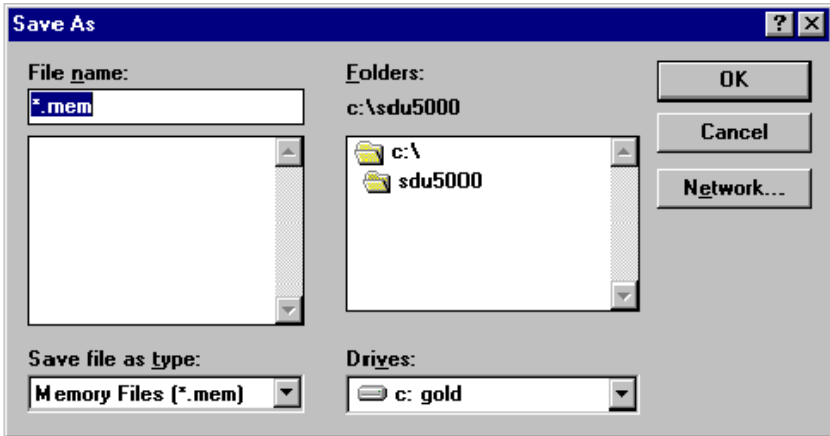 Save As
File name:
*.mem
Folders:
c:\sdu5000
c:\
sdu5000
OK
Cancel
Network...
Save file as type:
Memory Files (*.mem)
Drives:
c: gold